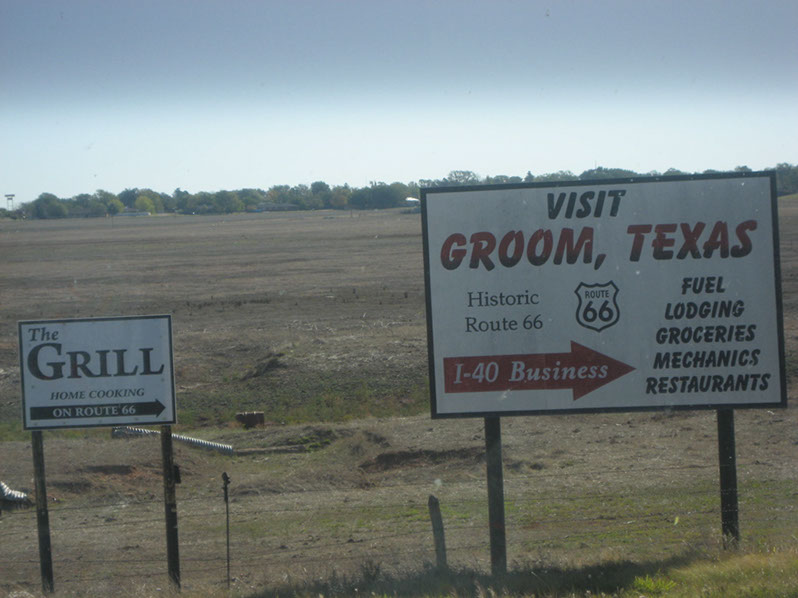 The
GRILL
HOME COOKING
ON ROUTE 66
VISIT
GROOM, TEXAS
Historic
Route 66
ROUTE
66
I-40 Business
FUEL
LODGING
GROCERIES
MECHANICS
RESTAURANTS